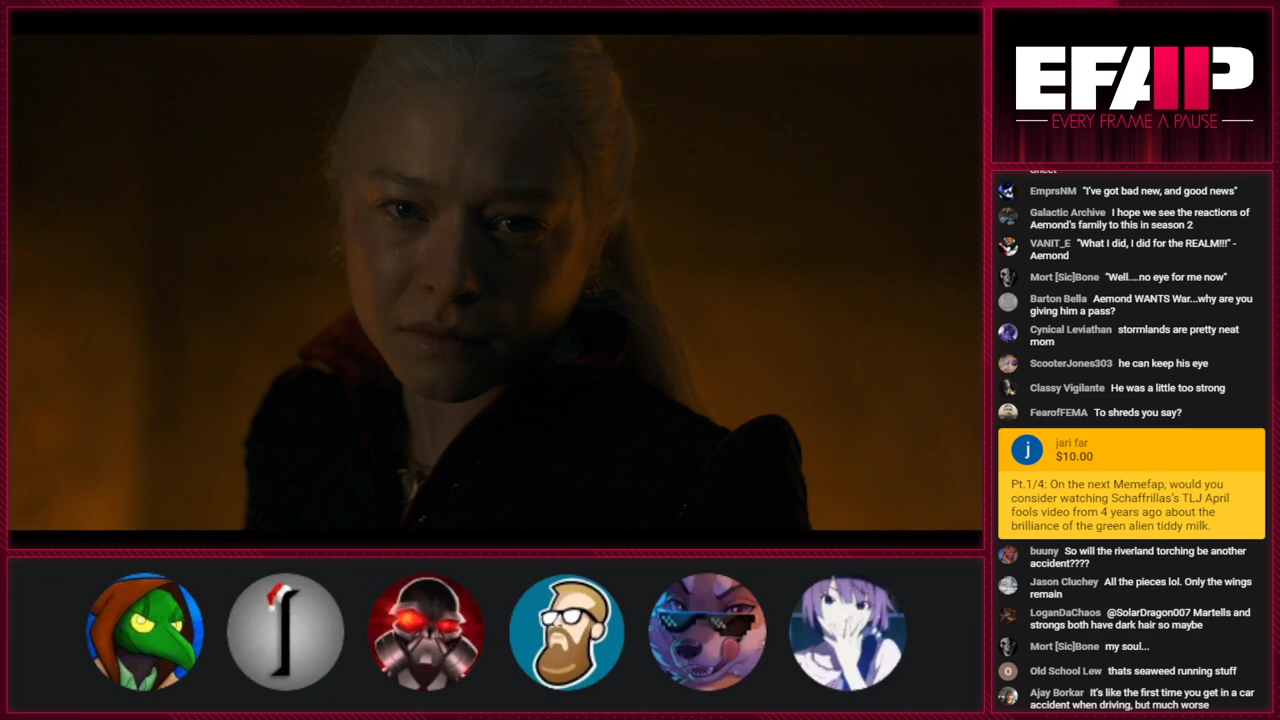 EFAP
EVERY FRAME A PAUSE
EmprsNM "I've got bad new, and good news"
Galactic Archive I hope we see the reactions of
Aemond's family to this in season 2
VANIT_E "What I did, I did for the REALM!!!" -
Aemond
Mort [Sic]Bone "Well....no eye for me now"
Barton Bella Aemond WANTS War...why are you
giving him a pass?
Cynical Leviathan stormlands are pretty neat
mom
ScooterJones303 he can keep his eye
Classy Vigilante He was a little too strong
FearofFEMA To shreds you say?
j
jari far
$10.00
Pt.1/4: On the next Memefap, would you
consider watching Schaffrillas's TLJ April
fools video from 4 years ago about the
brilliance of the green alien tiddy milk.
buuny So will the riverland torching be another
accident????
Jason Cluchey All the pieces lol. Only the wings
remain
LoganDaChaos @SolarDragon007 Martells and
strongs both have dark hair so maybe
Mort [Sic]Bone my soul...
O
Old School Lew thats seaweed running stuff
Ajay Borkar It's like the first time you get in a car
accident when driving, but much worse